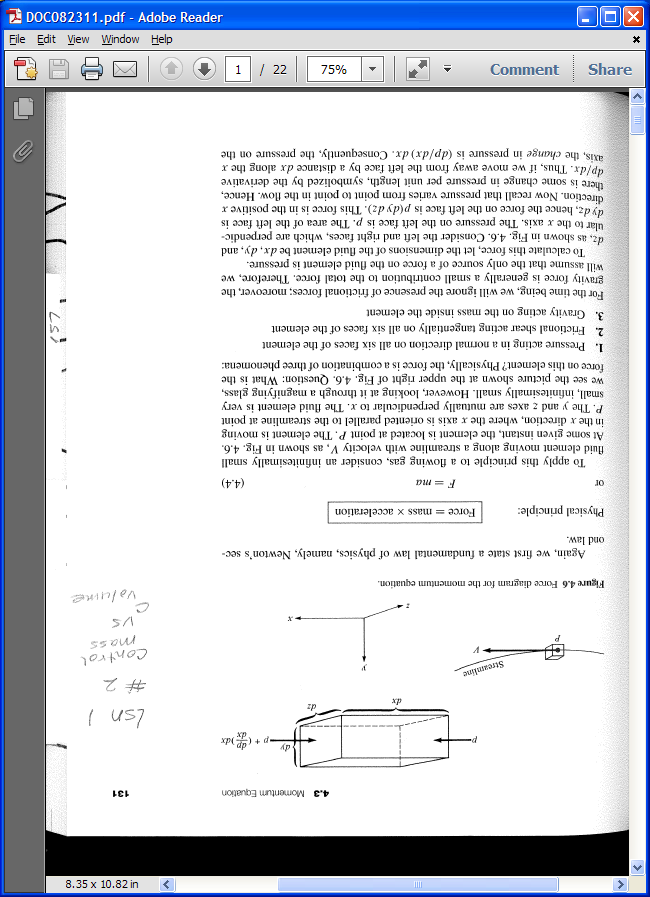 DOC082311.pdf - Adobe Reader
File Edit View Window Help
1 / 22 75% Comment Share
4.3 Momentum Equation 131
p
p + (dp/dx)dx
dy
dx
dz
Streamline
V
P
y
x
z
Figure 4.6 Force diagram for the momentum equation.
Lsn 1
# 2
Control
mass
vs
C
Volume
Again, we first state a fundamental law of physics, namely, Newton's sec-
ond law.
Physical principle: Force = mass × acceleration
or F = ma (4.4)
To apply this principle to a flowing gas, consider an infinitesimally small
fluid element moving along a streamline with velocity V, as shown in Fig. 4.6.
At some given instant, the element is located at point P. The element is moving
in the x direction, where the x axis is oriented parallel to the streamline at point
P. The y and z axes are mutually perpendicular to x. The fluid element is very
small, infinitesimally small. However, looking at it through a magnifying glass,
we see the picture shown at the upper right of Fig. 4.6. Question: What is the
force on this element? Physically, the force is a combination of three phenomena:
1. Pressure acting in a normal direction on all six faces of the element
2. Frictional shear acting tangentially on all six faces of the element
3. Gravity acting on the mass inside the element
For the time being, we will ignore the presence of frictional forces; moreover, the
gravity force is generally a small contribution to the total force. Therefore, we
will assume that the only source of a force on the fluid element is pressure.
To calculate this force, let the dimensions of the fluid element be dx, dy, and
dz, as shown in Fig. 4.6. Consider the left and right faces, which are perpendic-
ular to the x axis. The pressure on the left face is p. The area of the left face is
dy dz, hence the force on the left face is p(dy dz). This force is in the positive x
direction. Now recall that pressure varies from point to point in the flow. Hence,
there is some change in pressure per unit length, symbolized by the derivative
dp/dx. Thus, if we move away from the left face by a distance dx along the x
axis, the change in pressure is (dp/dx) dx. Consequently, the pressure on the
8.35 x 10.82 in